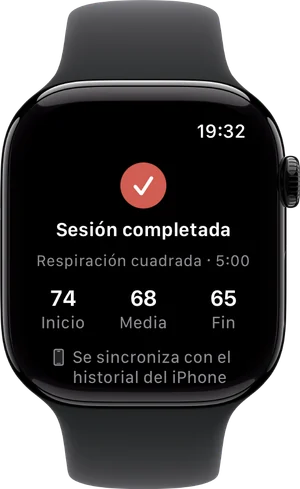 19:32
Sesión completada
Respiración cuadrada · 5:00
74 68 65
Inicio Media Fin
Se sincroniza con el
historial del iPhone